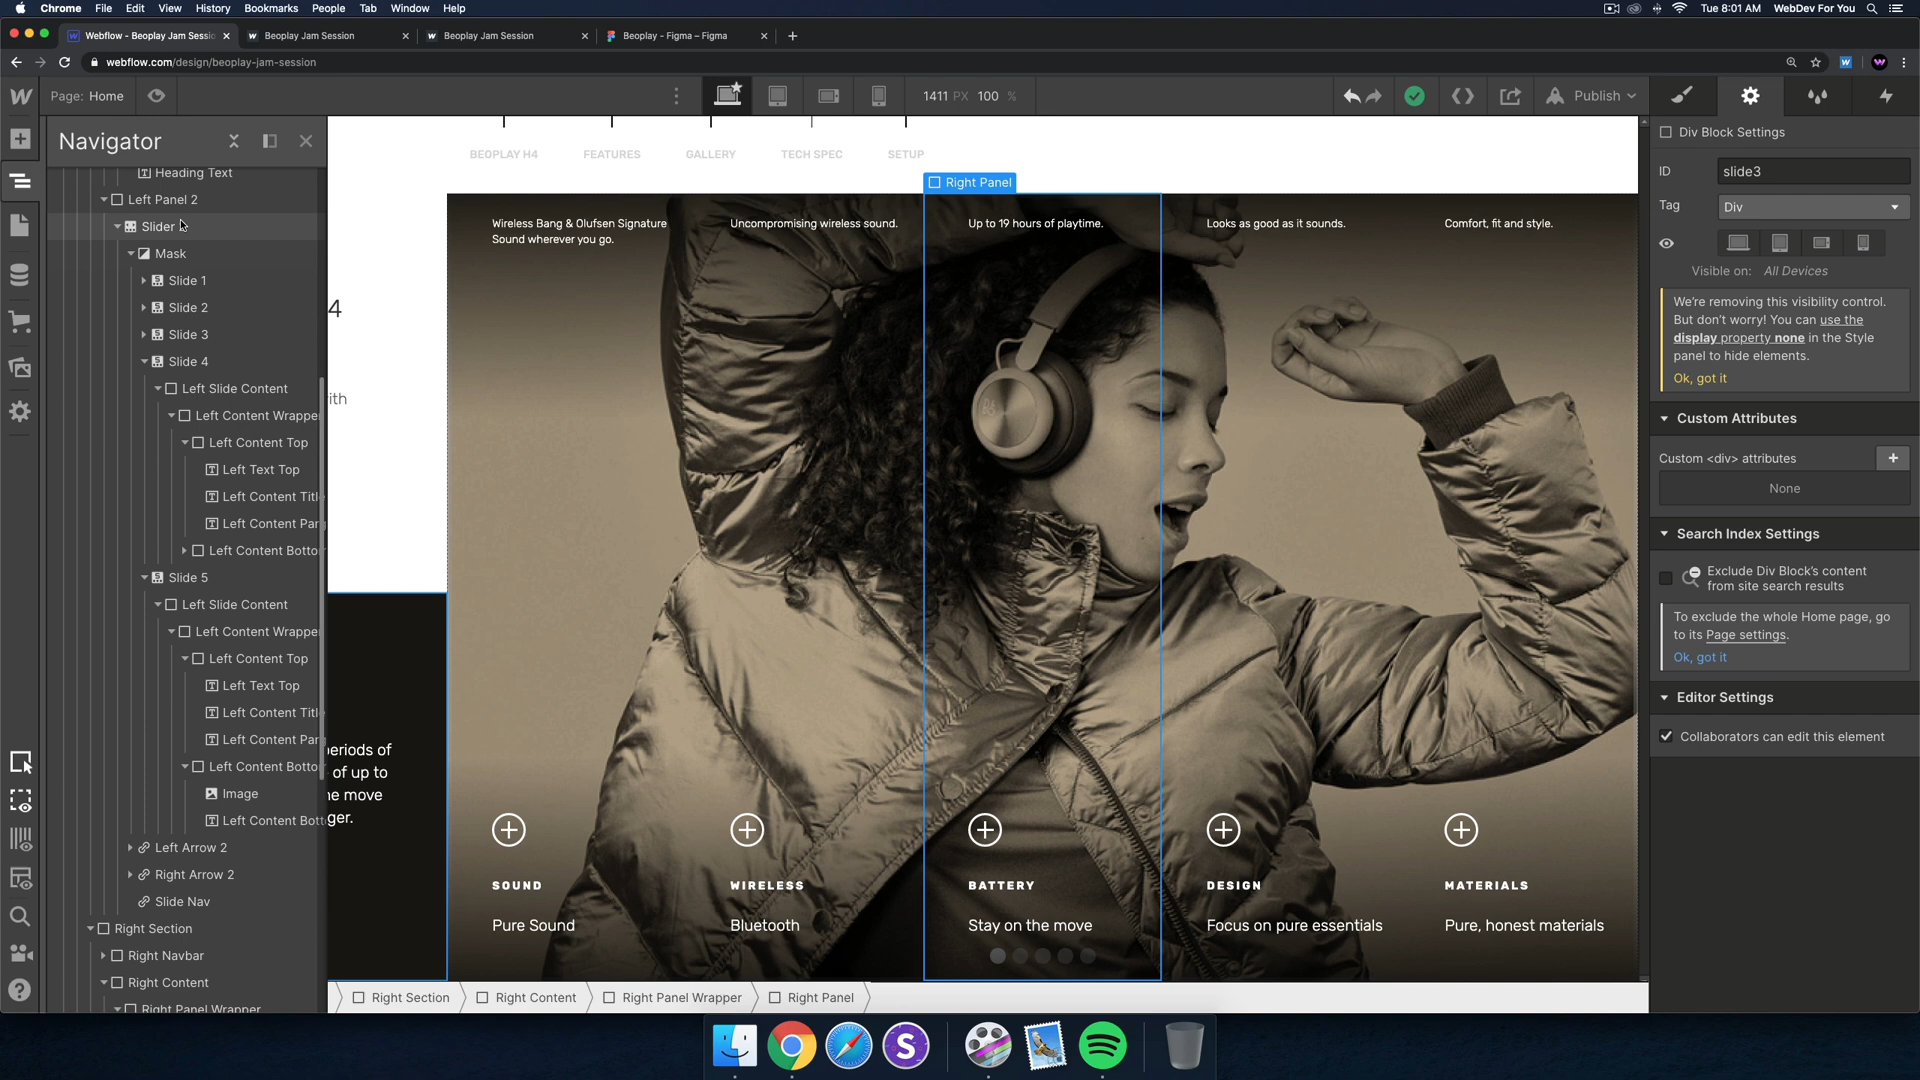 Chrome File Edit View History Bookmarks People Tab Window Help
Tue 8:01 AM WebDev For You
Webflow - Beoplay Jam Sessio
Beoplay Jam Session
Beoplay Jam Session
Beoplay - Figma – Figma
webflow.com/design/beoplay-jam-session
Page: Home
1411 PX 100 %
Publish
Navigator
Heading Text
Left Panel 2
Slider
Mask
Slide 1
Slide 2
Slide 3
Slide 4
Left Slide Content
Left Content Wrappe
Left Content Top
Left Text Top
Left Content Titl
Left Content Par
Left Content Botto
Slide 5
Left Slide Content
Left Content Wrappe
Left Content Top
Left Text Top
Left Content Titl
Left Content Par
Left Content Botto
Image
Left Content Bott
Left Arrow 2
Right Arrow 2
Slide Nav
Right Section
Right Navbar
Right Content
Right Panel Wrapper
BEOPLAY H4 FEATURES GALLERY TECH SPEC SETUP
Right Panel
Wireless Bang & Olufsen Signature
Sound wherever you go.
Uncompromising wireless sound.
Up to 19 hours of playtime.
Looks as good as it sounds.
Comfort, fit and style.
4
ith
eriods of
of up to
e move
ger.
SOUND
Pure Sound
WIRELESS
Bluetooth
BATTERY
Stay on the move
DESIGN
Focus on pure essentials
MATERIALS
Pure, honest materials
Right Section Right Content Right Panel Wrapper Right Panel
Div Block Settings
ID slide3
Tag Div
Visible on: All Devices
We're removing this visibility control.
But don't worry! You can use the
display property none in the Style
panel to hide elements.
Ok, got it
Custom Attributes
Custom <div> attributes
None
Search Index Settings
Exclude Div Block's content
from site search results
To exclude the whole Home page, go
to its Page settings.
Ok, got it
Editor Settings
Collaborators can edit this element